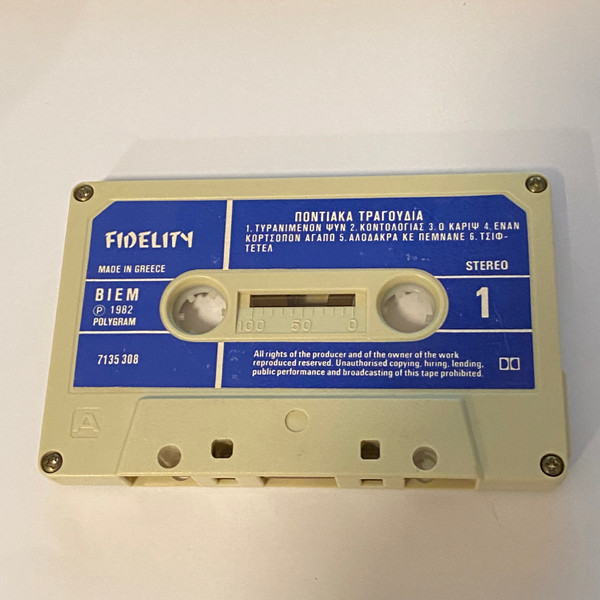 ΠΟΝΤΙΑΚΑ ΤΡΑΓΟΥΔΙΑ
1. ΤΥΡΑΝΙΜΕΝΟΝ ΨΥΝ 2. ΚΟΝΤΟΛΟΓΙΑΣ 3. Ο ΚΑΡΙΨ 4. ΕΝΑΝ
ΚΟΡΤΣΟΠΟΝ ΑΓΑΠΩ 5. ΑΛΟΔΑΚΡΑ ΚΕ ΠΕΜΝΑΝΕ 6. ΤΣΙΦ-
ΤΕΤΕΛ
FIDELITY
MADE IN GREECE
STEREO
BIEM
℗ 1982
POLYGRAM
1
100 50 0
7135 308
All rights of the producer and of the owner of the work
reproduced reserved. Unauthorised copying, hiring, lending,
public performance and broadcasting of this tape prohibited.
A